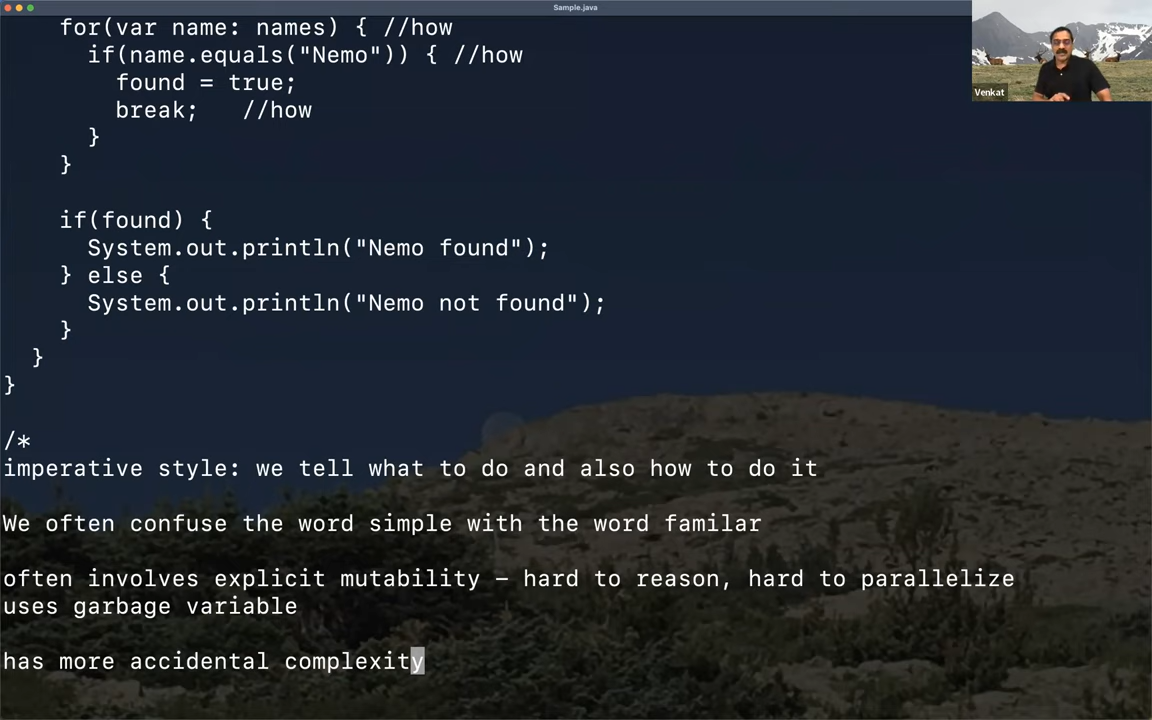 Sample.java
for(var name: names) { //how
if(name.equals("Nemo")) { //how
found = true;
break;   //how
}
}
if(found) {
System.out.println("Nemo found");
} else {
System.out.println("Nemo not found");
}
}
}
/*
imperative style: we tell what to do and also how to do it
We often confuse the word simple with the word familar
often involves explicit mutability – hard to reason, hard to parallelize
uses garbage variable
has more accidental complexity
Venkat